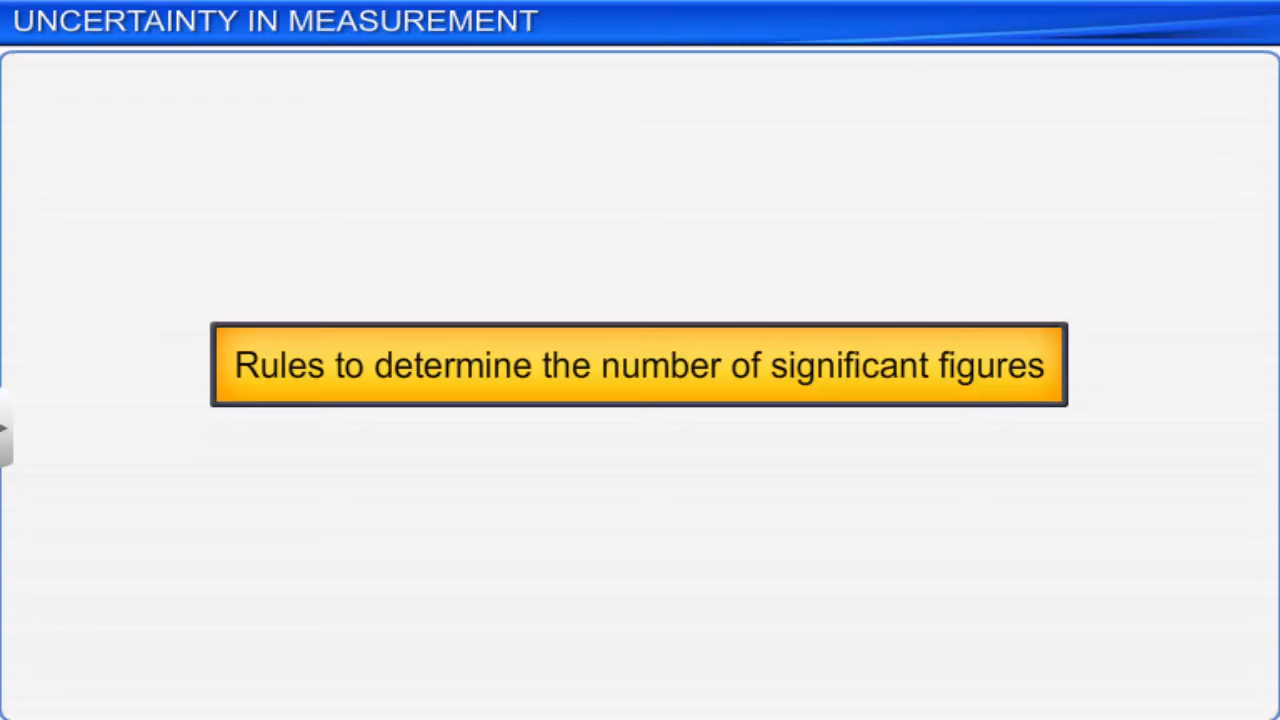 UNCERTAINTY IN MEASUREMENT
Rules to determine the number of significant figures